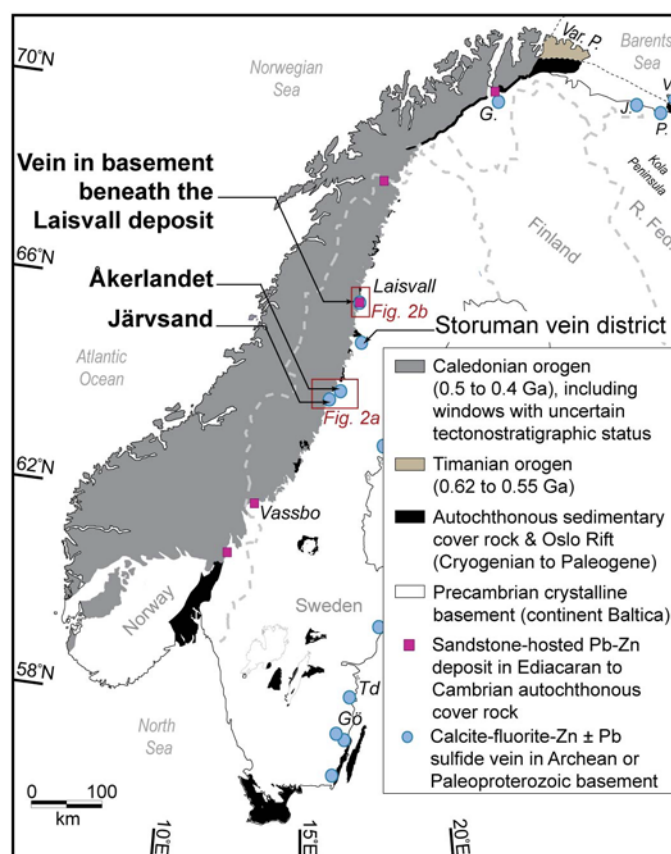 70°N
Norwegian
Sea
Var. P.
Barents
Sea
G.
J.
V
P.
Kola
Peninsula
R. Fed
Finland
Vein in basement
beneath the
Laisvall deposit
66°N
Laisvall
Fig. 2b
Åkerlandet
Järvsand
Storuman vein district
Atlantic
Ocean
Fig. 2a
62°N
Vassbo
Norway
Sweden
58°N
Td
Gö
North
Sea
Caledonian orogen
(0.5 to 0.4 Ga), including
windows with uncertain
tectonostratigraphic status
Timanian orogen
(0.62 to 0.55 Ga)
Autochthonous sedimentary
cover rock & Oslo Rift
(Cryogenian to Paleogene)
Precambrian crystalline
basement (continent Baltica)
Sandstone-hosted Pb-Zn
deposit in Ediacaran to
Cambrian autochthonous
cover rock
Calcite-fluorite-Zn ± Pb
sulfide vein in Archean or
Paleoproterozoic basement
0 100
km
10°E
15°E
20°E